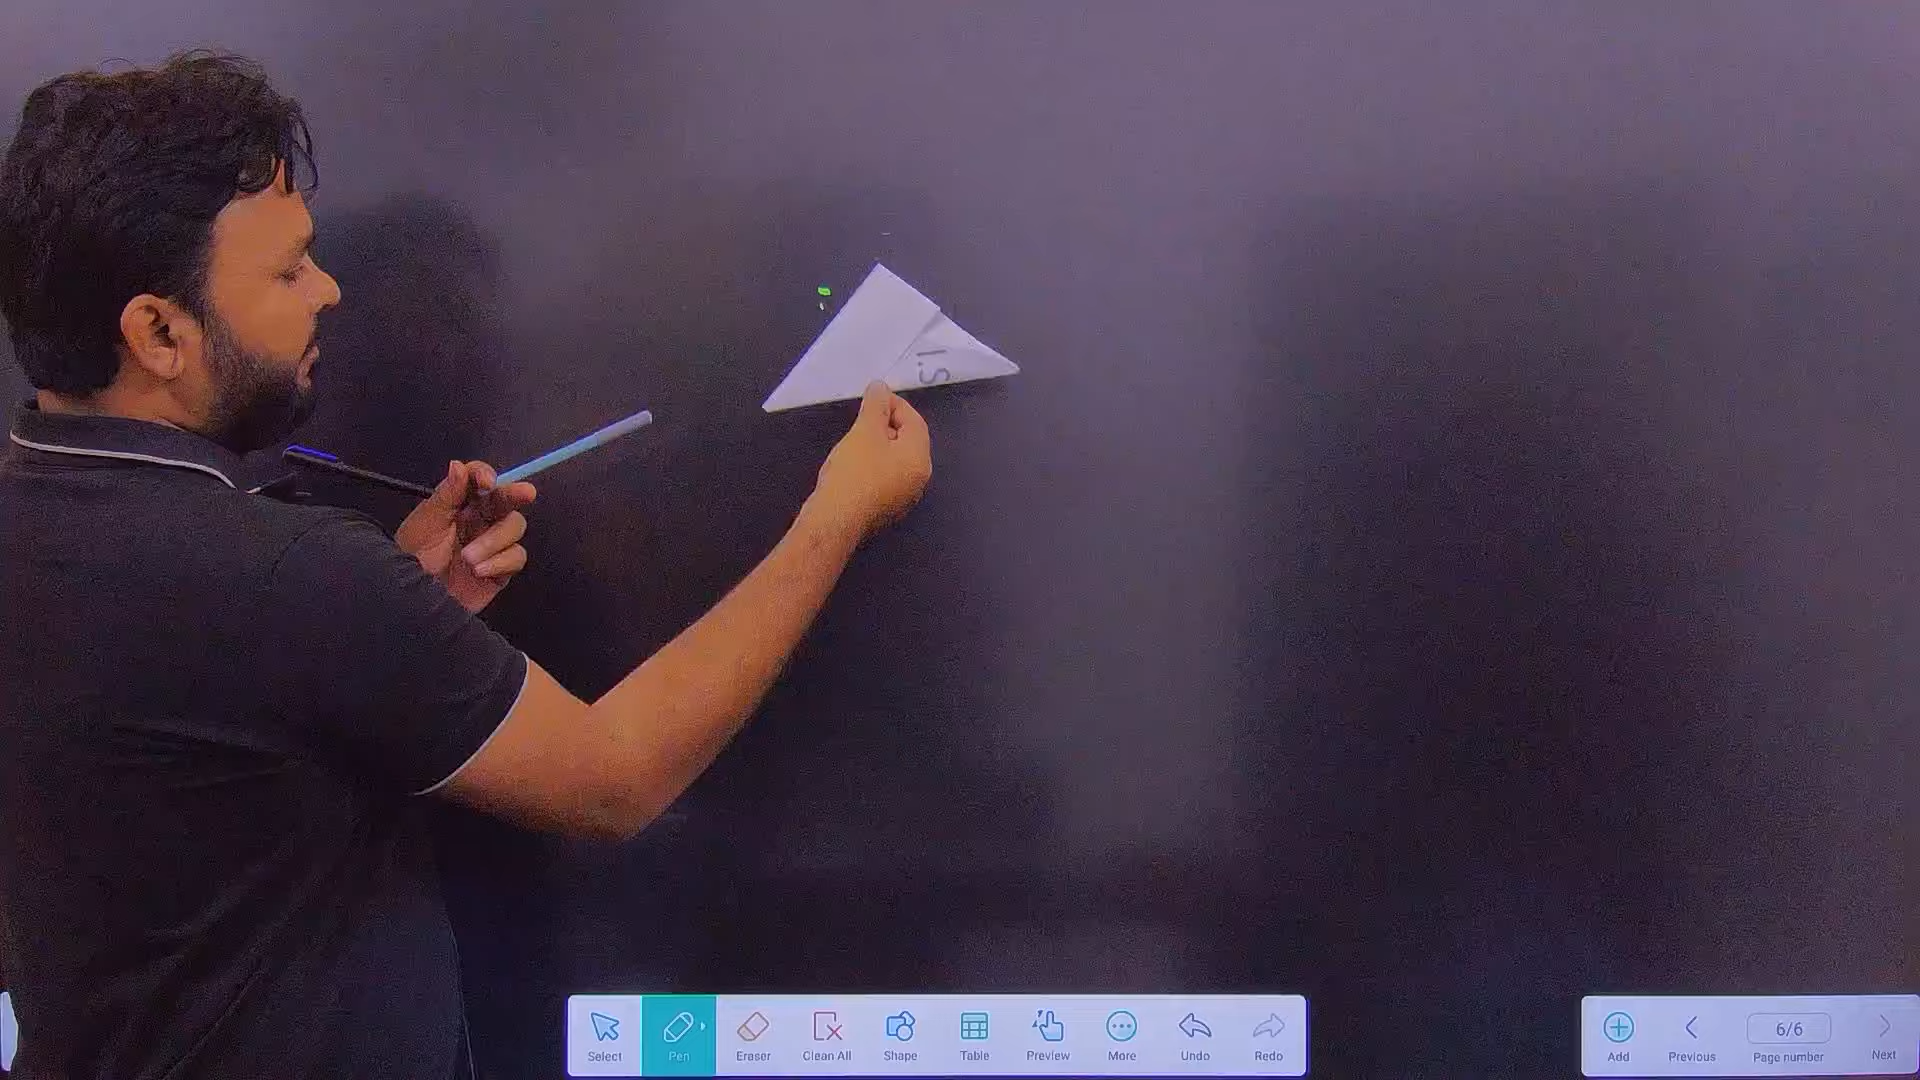 Select
Pen
Eraser
Clean All
Shape
Table
Preview
More
Undo
Redo
Add
Previous
6/6
Page number
Next